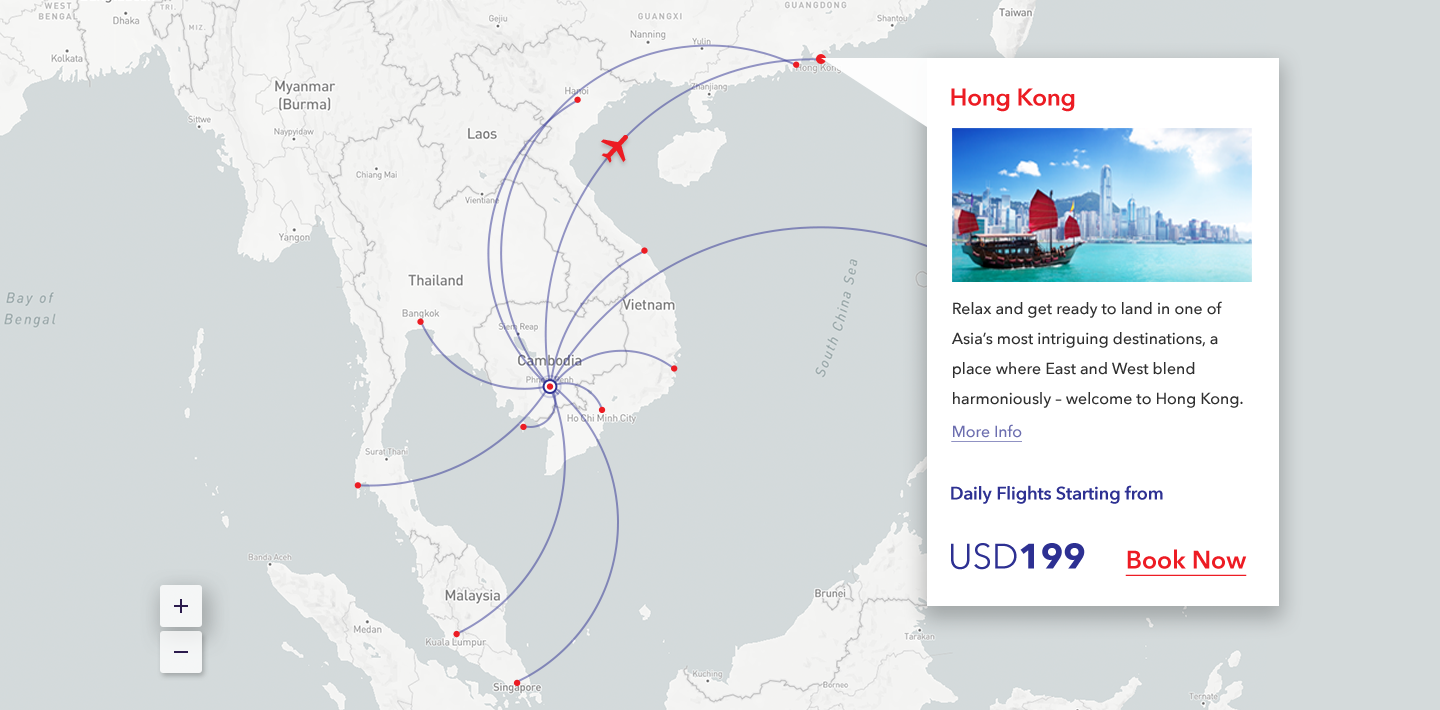 WEST
BENGAL
Dhaka
TRI.
MIZ.
Kolkata
Gejiu
GUANGXI
Nanning
Yulin
GUANGDONG
Shantou
Taiwan
Myanmar
(Burma)
Sittwe
Naypyidaw
Hanoi
Zhanjiang
Hong Kong
Laos
Chiang Mai
Vientiane
Yangon
Thailand
Bay of
Bengal
Bangkok
Siem Reap
Vietnam
South China Sea
Cambodia
Phnom Penh
Ho Chi Minh City
Surat Thani
Banda Aceh
Malaysia
Medan
Kuala Lumpur
Singapore
Brunei
Tarakan
Kuching
Borneo
Ternate
+
−
Hong Kong
Relax and get ready to land in one of
Asia’s most intriguing destinations, a
place where East and West blend
harmoniously – welcome to Hong Kong.
More Info
Daily Flights Starting from
USD199
Book Now